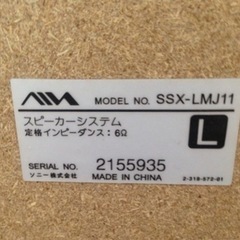 AIWA MODEL NO. SSX-LMJ11
スピーカーシステム
定格インピーダンス：6Ω
L
SERIAL NO. 2155935
ソニー株式会社 MADE IN CHINA
2-318-572-01